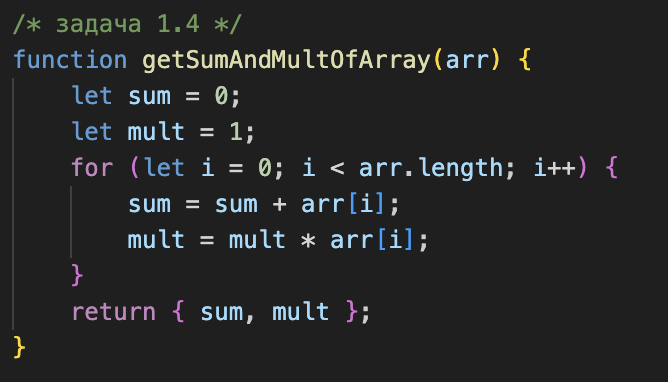 /* задача 1.4 */
function getSumAndMultOfArray(arr) {
    let sum = 0;
    let mult = 1;
    for (let i = 0; i < arr.length; i++) {
        sum = sum + arr[i];
        mult = mult * arr[i];
    }
    return { sum, mult };
}